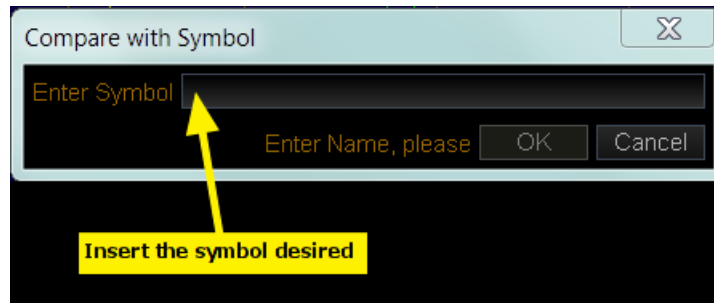 Compare with Symbol
Enter Symbol
Enter Name, please OK Cancel
Insert the symbol desired